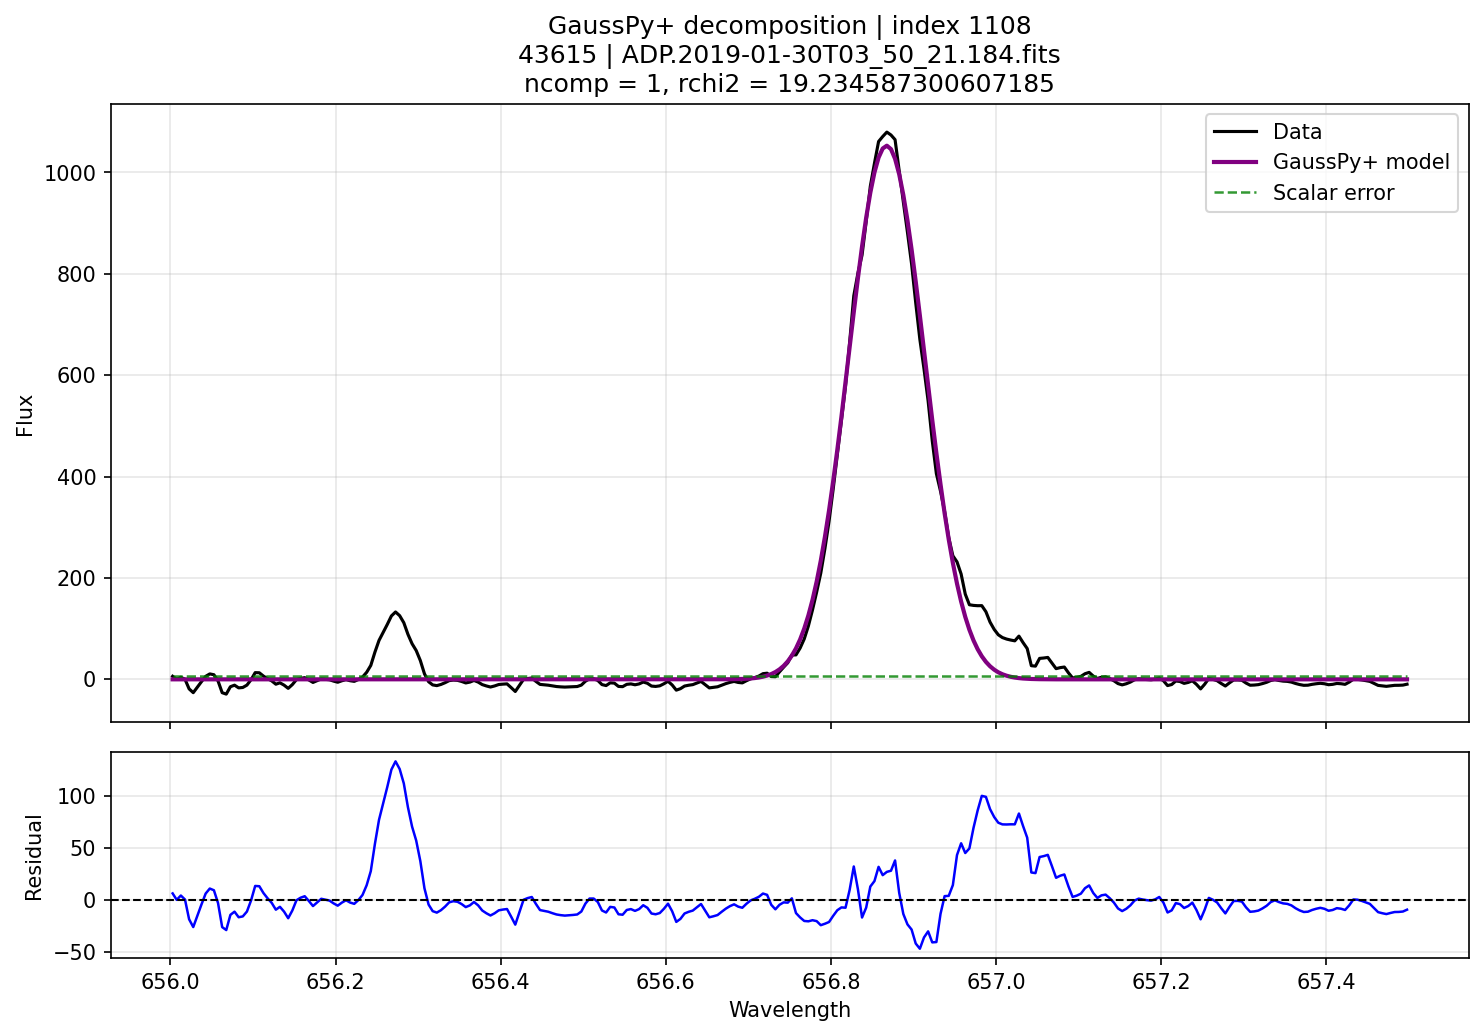 GaussPy+ decomposition | index 1108
43615 | ADP.2019-01-30T03_50_21.184.fits
ncomp = 1, rchi2 = 19.234587300607185
Data
GaussPy+ model
Scalar error
Flux
1000
800
600
400
200
0
Residual
100
50
0
−50
656.0 656.2 656.4 656.6 656.8 657.0 657.2 657.4
Wavelength